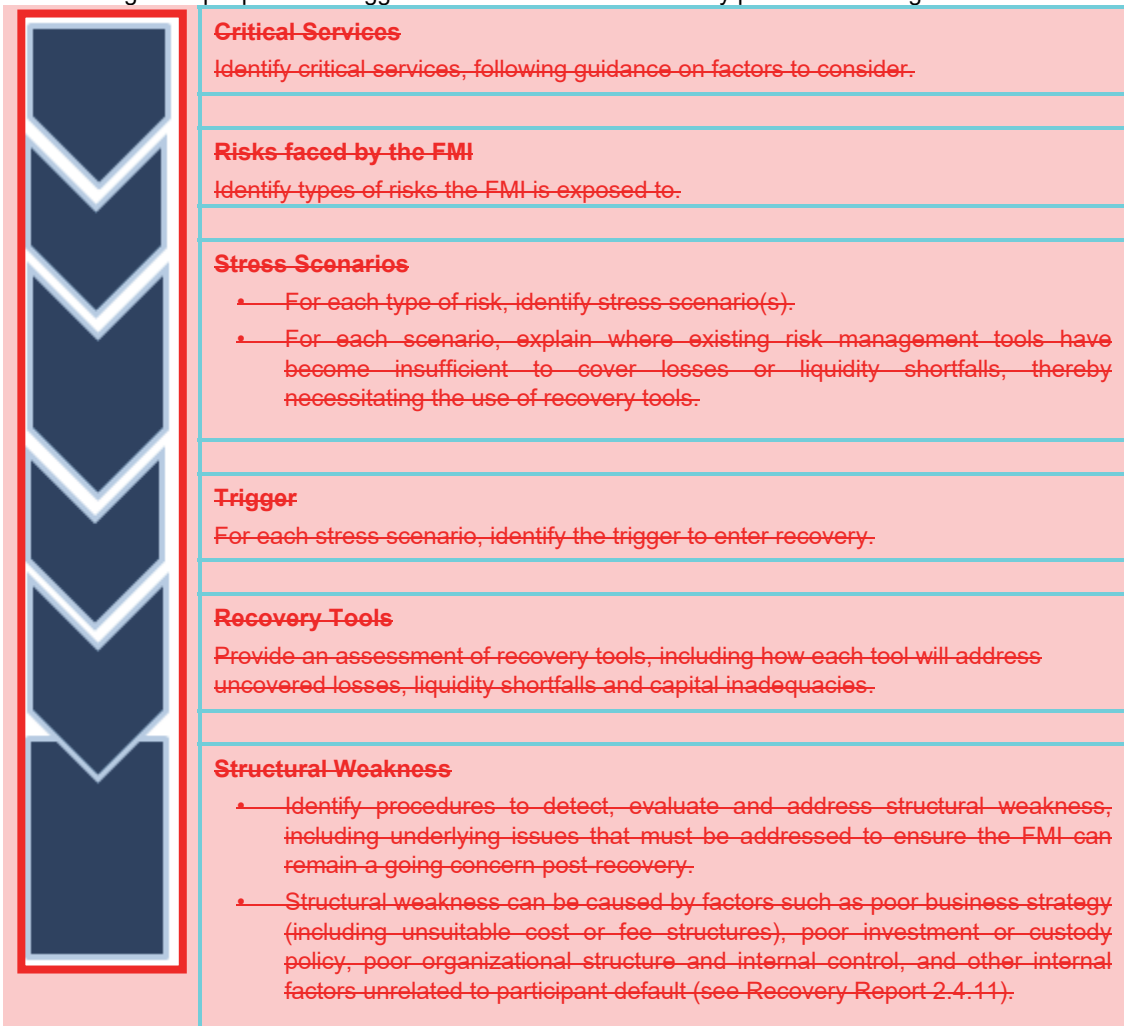 Critical Services
Identify critical services, following guidance on factors to consider.
Risks faced by the FMI
Identify types of risks the FMI is exposed to.
Stress Scenarios
• For each type of risk, identify stress scenario(s).
• For each scenario, explain where existing risk management tools have
become insufficient to cover losses or liquidity shortfalls, thereby
necessitating the use of recovery tools.
Trigger
For each stress scenario, identify the trigger to enter recovery.
Recovery Tools
Provide an assessment of recovery tools, including how each tool will address
uncovered losses, liquidity shortfalls and capital inadequacies.
Structural Weakness
• Identify procedures to detect, evaluate and address structural weakness,
including underlying issues that must be addressed to ensure the FMI can
remain a going concern post recovery.
• Structural weakness can be caused by factors such as poor business strategy
(including unsuitable cost or fee structures), poor investment or custody
policy, poor organizational structure and internal control, and other internal
factors unrelated to participant default (see Recovery Report 2.4.11).